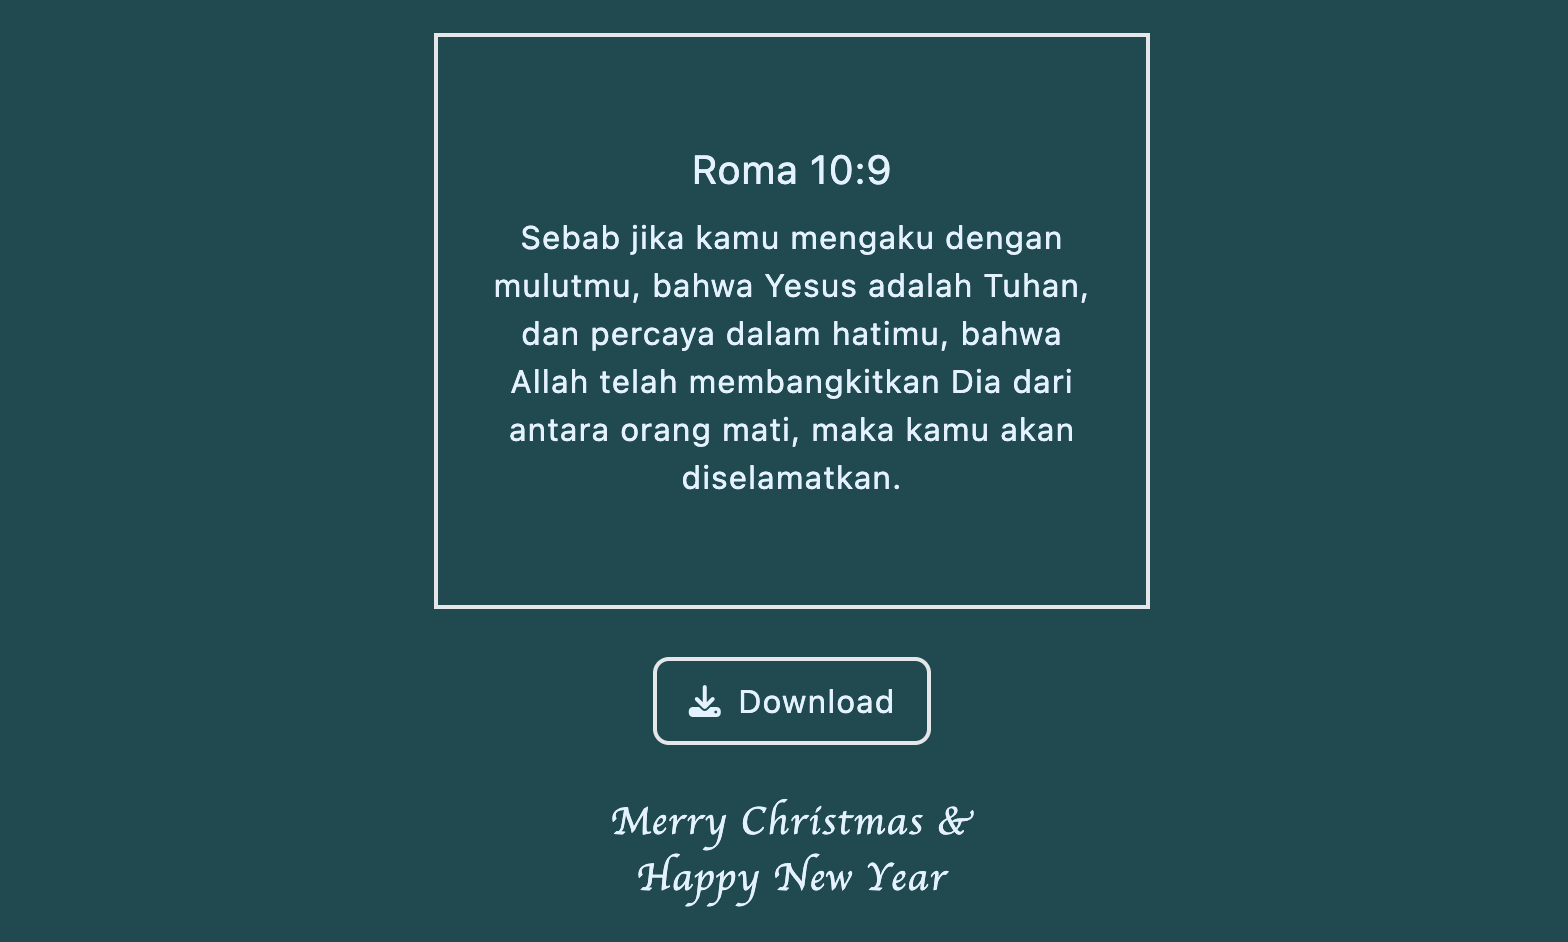 Roma 10:9
Sebab jika kamu mengaku dengan
mulutmu, bahwa Yesus adalah Tuhan,
dan percaya dalam hatimu, bahwa
Allah telah membangkitkan Dia dari
antara orang mati, maka kamu akan
diselamatkan.
Download
Merry Christmas &
Happy New Year